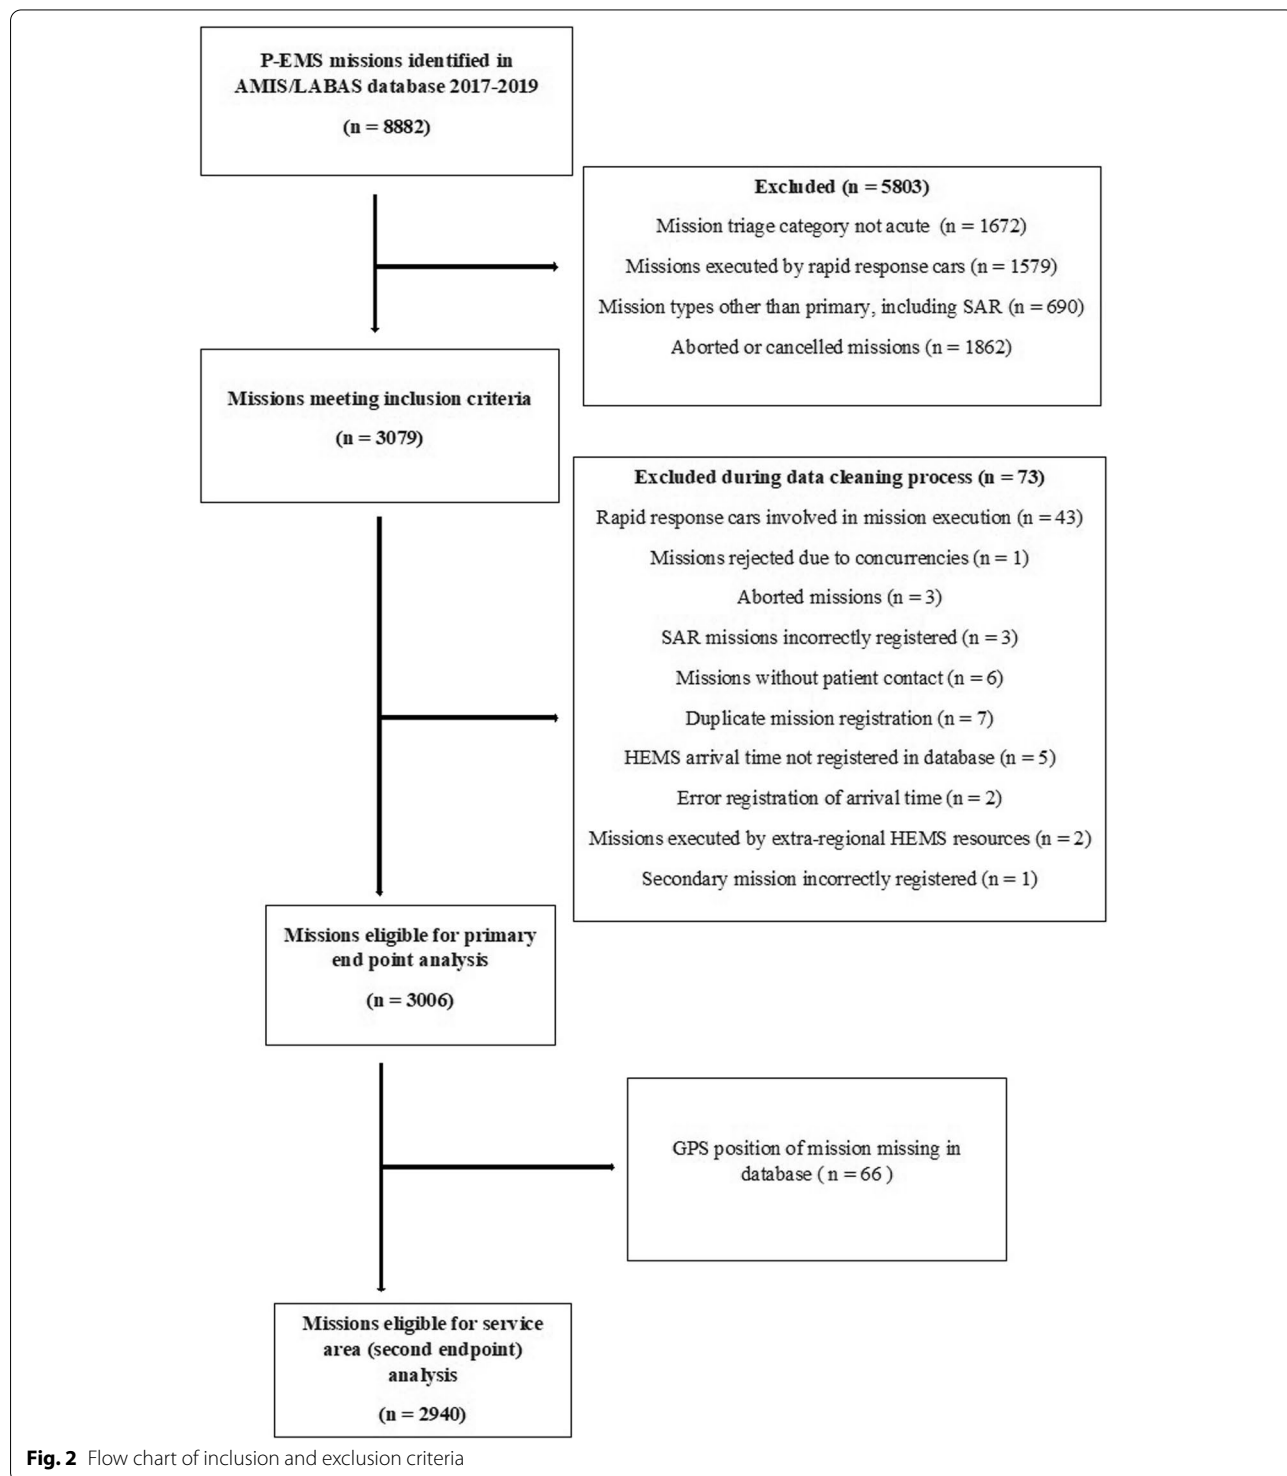 P-EMS missions identified in
AMIS/LABAS database 2017-2019
(n = 8882)
Excluded (n = 5803)
Mission triage category not acute (n = 1672)
Missions executed by rapid response cars (n = 1579)
Mission types other than primary, including SAR (n = 690)
Aborted or cancelled missions (n = 1862)
Missions meeting inclusion criteria
(n = 3079)
Excluded during data cleaning process (n = 73)
Rapid response cars involved in mission execution (n = 43)
Missions rejected due to concurrencies (n = 1)
Aborted missions (n = 3)
SAR missions incorrectly registered (n = 3)
Missions without patient contact (n = 6)
Duplicate mission registration (n = 7)
HEMS arrival time not registered in database (n = 5)
Error registration of arrival time (n = 2)
Missions executed by extra-regional HEMS resources (n = 2)
Secondary mission incorrectly registered (n = 1)
Missions eligible for primary
end point analysis
(n = 3006)
GPS position of mission missing in
database ( n = 66 )
Missions eligible for service
area (second endpoint)
analysis
(n = 2940)
Fig. 2 Flow chart of inclusion and exclusion criteria